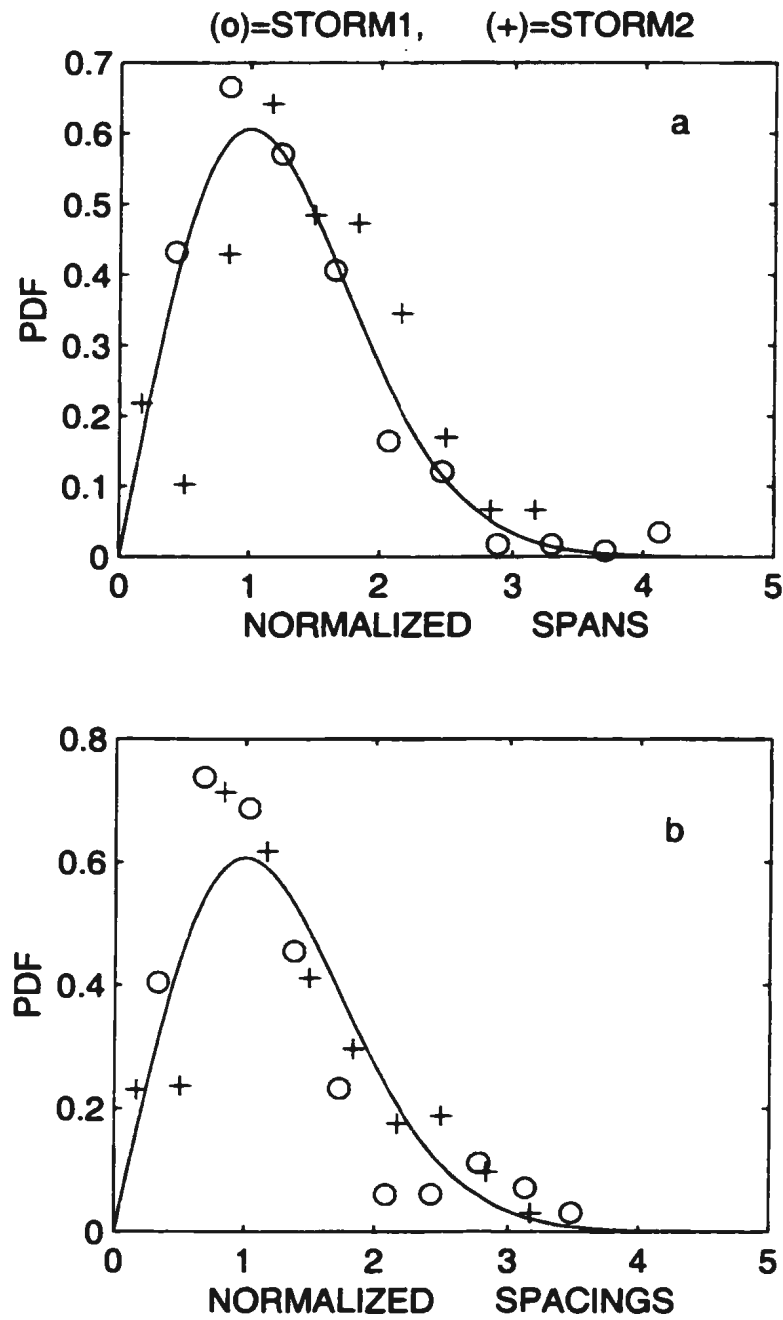 (o)=STORM1, (+)=STORM2
a
0.7
0.6
0.5
0.4
0.3
0.2
0.1
0
PDF
0 1 2 3 4 5
NORMALIZED SPANS
b
0.8
0.6
0.4
0.2
0
PDF
0 1 2 3 4 5
NORMALIZED SPACINGS